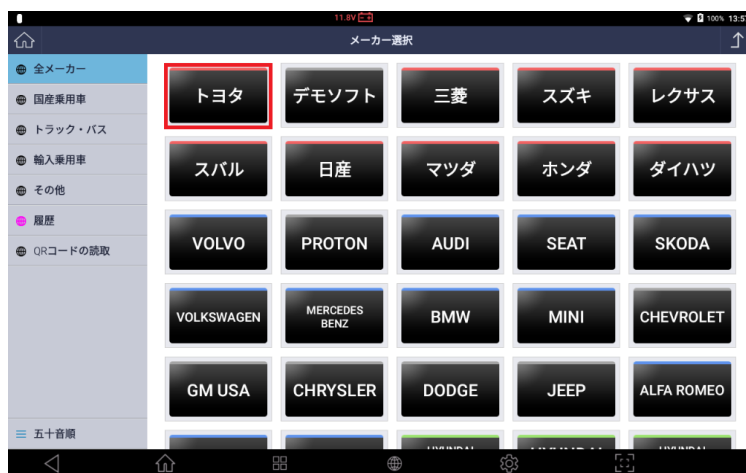 11.8V
100% 13:5
メーカー選択
全メーカー
国産乗用車
トラック・バス
輸入乗用車
その他
履歴
QRコードの読取
五十音順
トヨタ デモソフト 三菱 スズキ レクサス
スバル 日産 マツダ ホンダ ダイハツ
VOLVO PROTON AUDI SEAT SKODA
VOLKSWAGEN MERCEDES BENZ BMW MINI CHEVROLET
GM USA CHRYSLER DODGE JEEP ALFA ROMEO